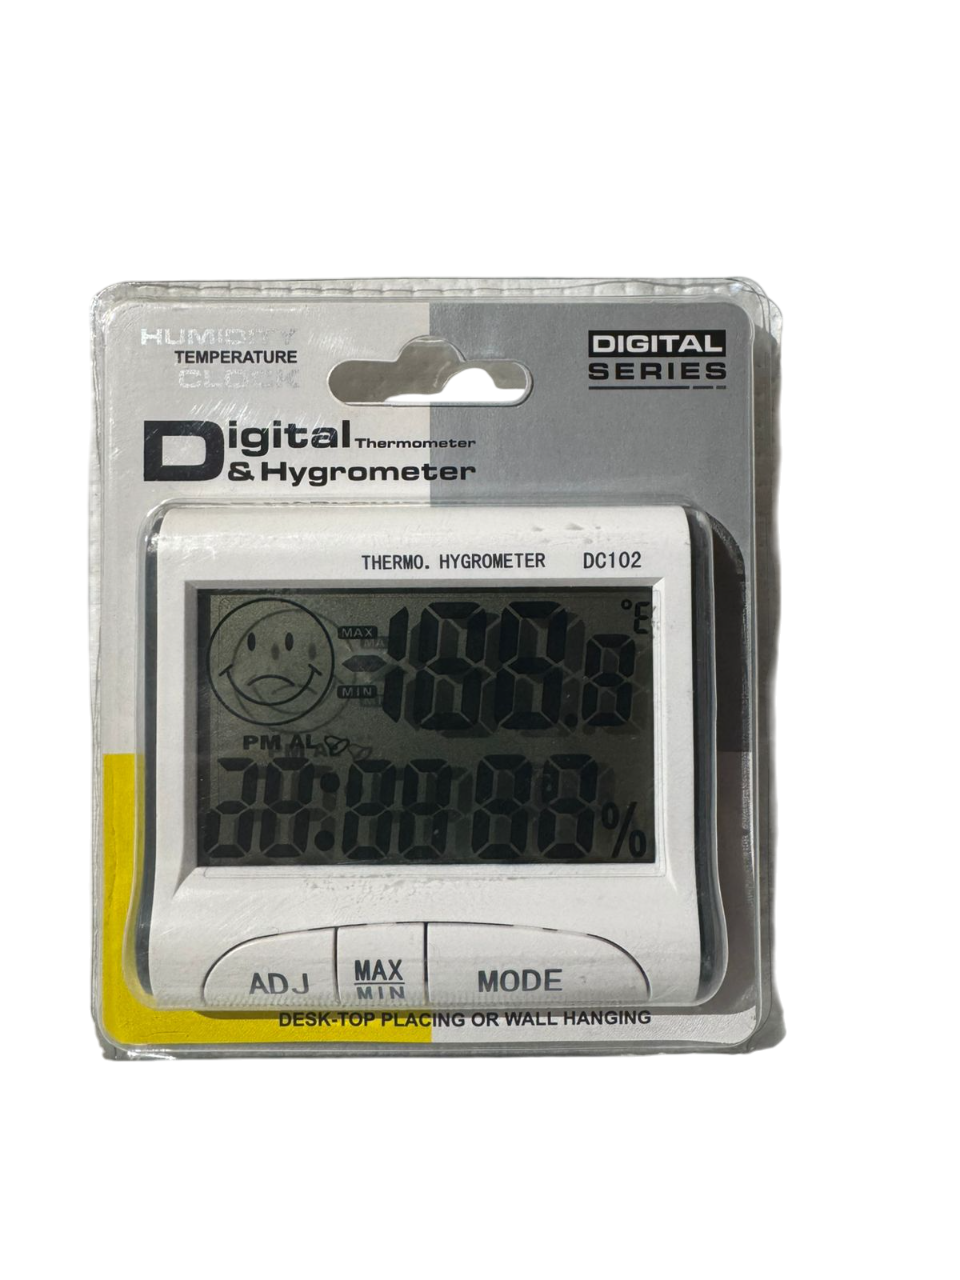 HUMIDITY
TEMPERATURE
CLOCK
DIGITAL
SERIES
Digital Thermometer
& Hygrometer
THERMO. HYGROMETER DC102
MAX
MIN
PM AL
%
ADJ
MAX
MIN
MODE
DESK-TOP PLACING OR WALL HANGING